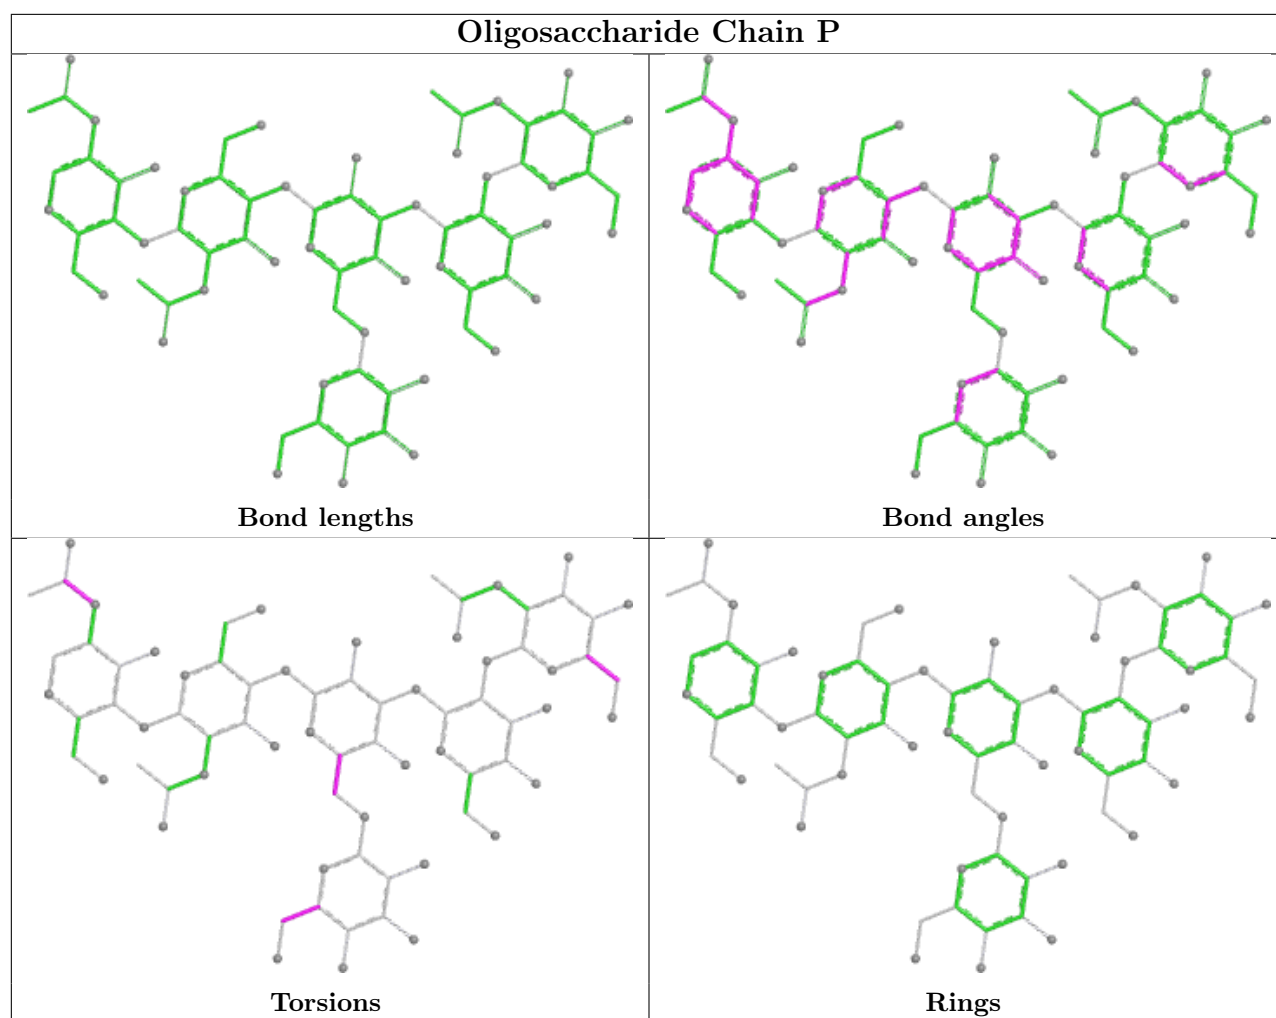 Oligosaccharide Chain P
Bond lengths
Bond angles
Torsions
Rings